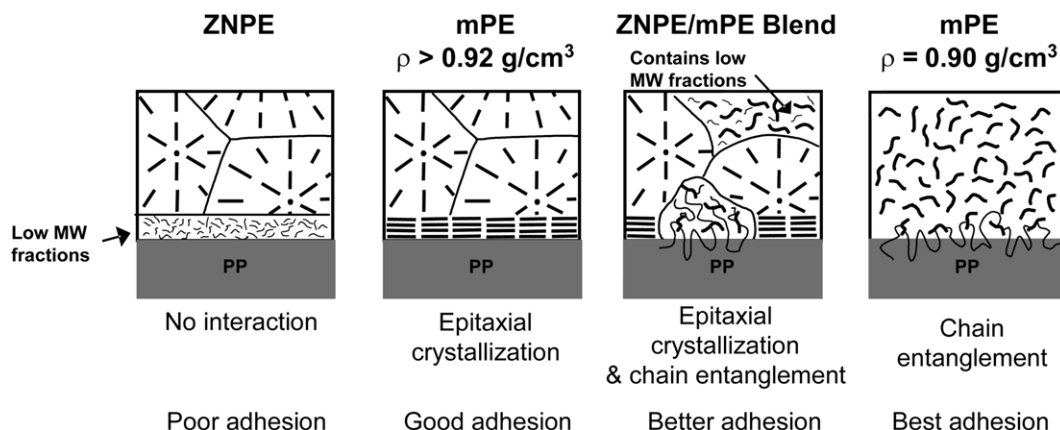 ZNPE
mPE
ρ > 0.92 g/cm³
ZNPE/mPE Blend
Contains low
MW fractions
mPE
ρ = 0.90 g/cm³
Low MW
fractions
PP
PP
PP
PP
No interaction
Epitaxial
crystallization
Epitaxial
crystallization
& chain entanglement
Chain
entanglement
Poor adhesion
Good adhesion
Better adhesion
Best adhesion